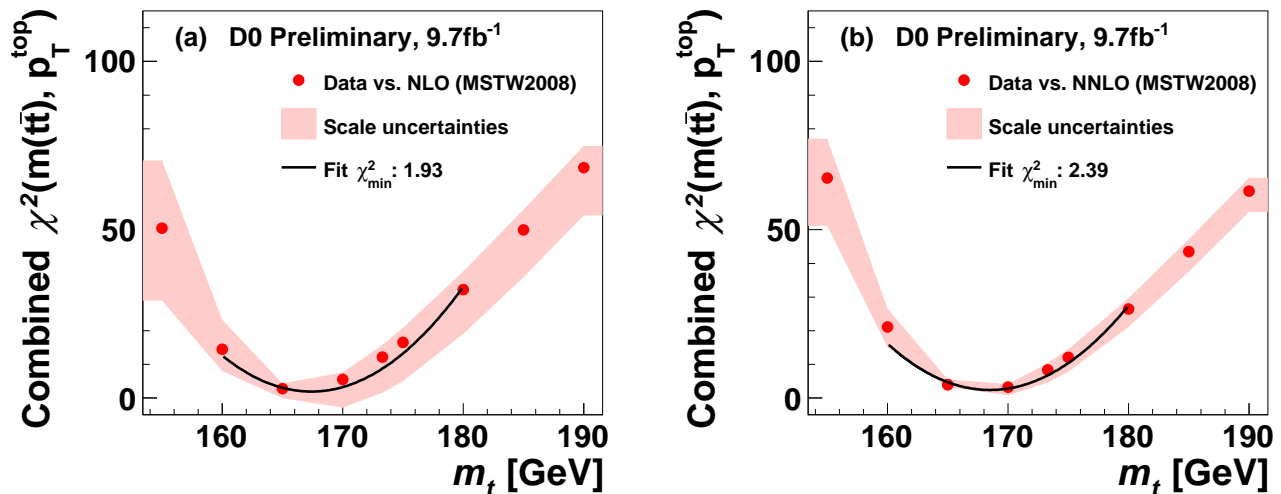 (a) D0 Preliminary, 9.7fb⁻¹
Data vs. NLO (MSTW2008)
Scale uncertainties
Fit χ²min: 1.93
Combined χ²(m(tt̄), pTtop)
100
50
0
160 170 180 190
mt [GeV]
(b) D0 Preliminary, 9.7fb⁻¹
Data vs. NNLO (MSTW2008)
Scale uncertainties
Fit χ²min: 2.39
Combined χ²(m(tt̄), pTtop)
100
50
0
160 170 180 190
mt [GeV]